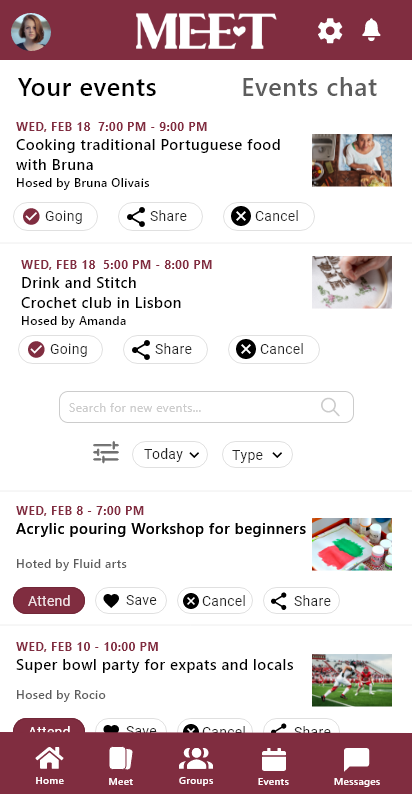 MEET
Your events
Events chat
WED, FEB 18 7:00 PM - 9:00 PM
Cooking traditional Portuguese food
with Bruna
Hosed by Bruna Olivais
Going
Share
Cancel
WED, FEB 18 5:00 PM - 8:00 PM
Drink and Stitch
Crochet club in Lisbon
Hosed by Amanda
Going
Share
Cancel
Search for new events...
Today
Type
WED, FEB 8 - 7:00 PM
Acrylic pouring Workshop for beginners
Hoted by Fluid arts
Attend
Save
Cancel
Share
WED, FEB 10 - 10:00 PM
Super bowl party for expats and locals
Hosed by Rocio
Attend
Save
Cancel
Share
Home
Meet
Groups
Events
Messages